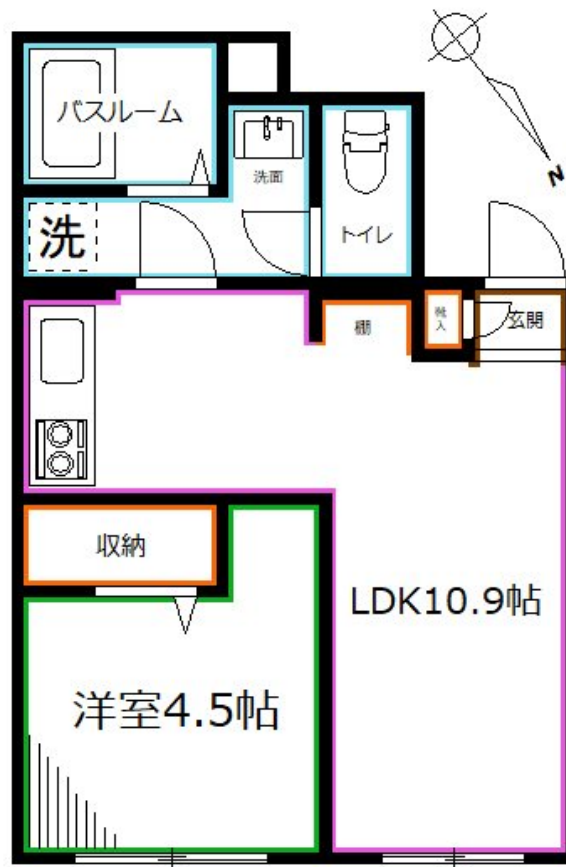 バスルーム
洗面
トイレ
N
洗
棚
靴入
玄関
収納
LDK10.9帖
洋室4.5帖